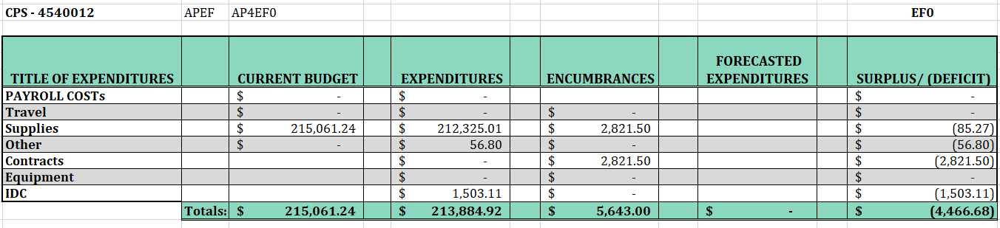 CPS - 4540012 APEF AP4EF0 EF0
FORECASTED
TITLE OF EXPENDITURES CURRENT BUDGET EXPENDITURES ENCUMBRANCES EXPENDITURES SURPLUS/ (DEFICIT)
PAYROLL COSTs $ - $ - $ -
Travel $ - $ - $ - $ -
Supplies $ 215,061.24 $ 212,325.01 $ 2,821.50 $ (85.27)
Other $ - $ 56.80 $ - $ (56.80)
Contracts $ - $ 2,821.50 $ (2,821.50)
Equipment $ - $ - $ -
IDC $ 1,503.11 $ - $ (1,503.11)
Totals: $ 215,061.24 $ 213,884.92 $ 5,643.00 $ - $ (4,466.68)